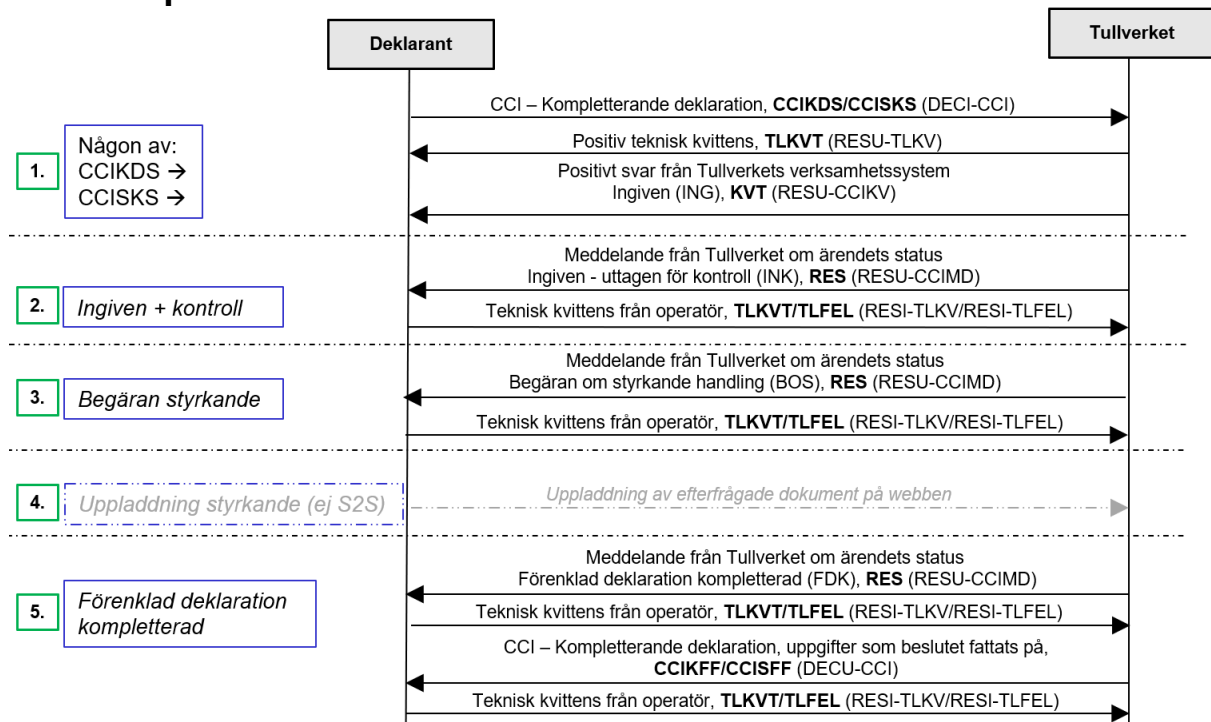 Deklarant
Tullverket
CCI – Kompletterande deklaration, CCIKDS/CCISKS (DECI-CCI)
Positiv teknisk kvittens, TLKVT (RESU-TLKV)
1.
Någon av:
CCIKDS →
CCISKS →
Positivt svar från Tullverkets verksamhetssystem
Ingiven (ING), KVT (RESU-CCIKV)
Meddelande från Tullverket om ärendets status
Ingiven - uttagen för kontroll (INK), RES (RESU-CCIMD)
2.
Ingiven + kontroll
Teknisk kvittens från operatör, TLKVT/TLFEL (RESI-TLKV/RESI-TLFEL)
Meddelande från Tullverket om ärendets status
Begäran om styrkande handling (BOS), RES (RESU-CCIMD)
3.
Begäran styrkande
Teknisk kvittens från operatör, TLKVT/TLFEL (RESI-TLKV/RESI-TLFEL)
4.
Uppladdning styrkande (ej S2S)
Uppladdning av efterfrågade dokument på webben
Meddelande från Tullverket om ärendets status
Förenklad deklaration kompletterad (FDK), RES (RESU-CCIMD)
5.
Förenklad deklaration
kompletterad
Teknisk kvittens från operatör, TLKVT/TLFEL (RESI-TLKV/RESI-TLFEL)
CCI – Kompletterande deklaration, uppgifter som beslutet fattats på,
CCIKFF/CCISFF (DECU-CCI)
Teknisk kvittens från operatör, TLKVT/TLFEL (RESI-TLKV/RESI-TLFEL)